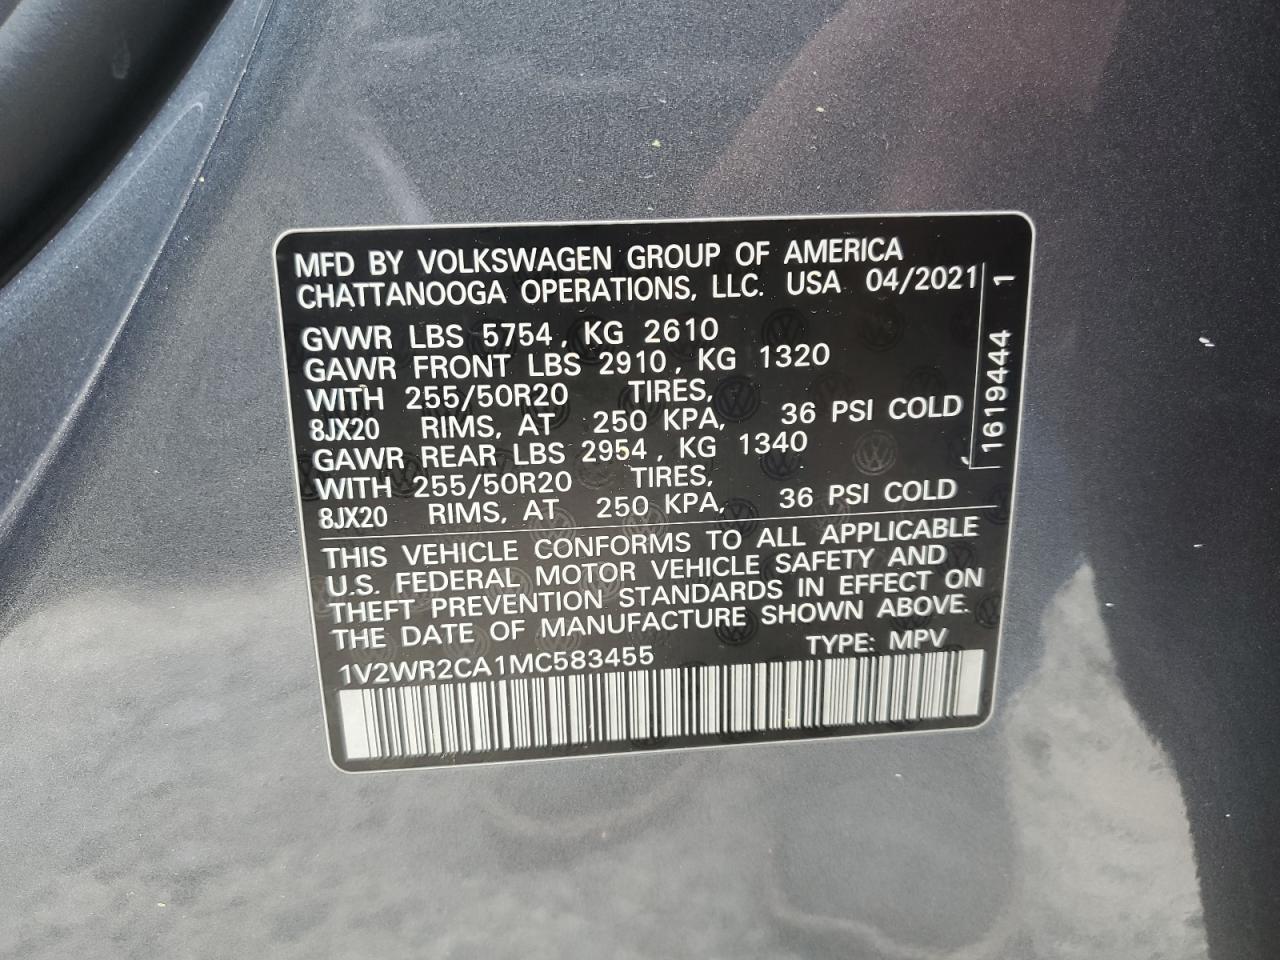 MFD BY VOLKSWAGEN GROUP OF AMERICA
CHATTANOOGA OPERATIONS, LLC. USA 04/2021
GVWR LBS 5754, KG 2610
GAWR FRONT LBS 2910, KG 1320
WITH 255/50R20 TIRES,
8JX20 RIMS, AT 250 KPA, 36 PSI COLD
GAWR REAR LBS 2954, KG 1340
WITH 255/50R20 TIRES,
8JX20 RIMS, AT 250 KPA, 36 PSI COLD
1619444 1
THIS VEHICLE CONFORMS TO ALL APPLICABLE
U.S. FEDERAL MOTOR VEHICLE SAFETY AND
THEFT PREVENTION STANDARDS IN EFFECT ON
THE DATE OF MANUFACTURE SHOWN ABOVE.
TYPE: MPV
1V2WR2CA1MC583455